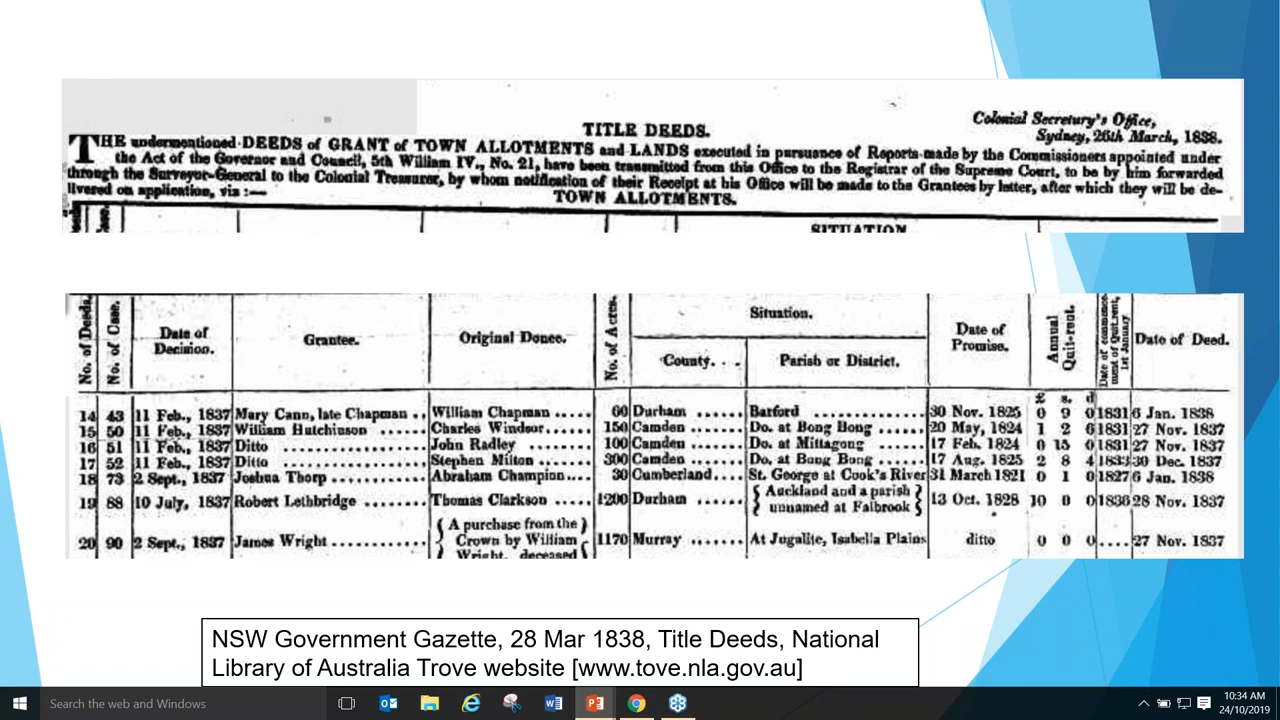 Colonial Secretary's Office,
Sydney, 26th March, 1838.
TITLE DEEDS.
THE undermentioned DEEDS of GRANT of TOWN ALLOTMENTS and LANDS executed in pursuance of Reports made by the Commissioners appointed under
the Act of the Governor and Council, 5th William IV., No. 21, have been transmitted from this Office to the Registrar of the Supreme Court, to be by him forwarded
through the Surveyor-General to the Colonial Treasurer, by whom notification of their Receipt at his Office will be made to the Grantees by letter, after which they will be de-
livered on application, viz :—
TOWN ALLOTMENTS.
SITUATION
No. of Deeds. No. of Case. Date of Decision. Grantee. Original Donee. No. of Acres. Situation. County. Parish or District. Date of Promise. Annual Quit-rent. Date of commencement of Quit-rent, 1st January Date of Deed.
£ s. d
14 43 11 Feb., 1837 Mary Cann, late Chapman .. William Chapman ..... 60 Durham ...... Barford .............. 30 Nov. 1825 0 9 0 1831 6 Jan. 1838
15 50 11 Feb., 1837 William Hutchinson ...... Charles Windsor...... 150 Camden ...... Do. at Bong Bong ...... 20 May, 1824 1 2 6 1831 27 Nov. 1837
16 51 11 Feb., 1837 Ditto .................. John Radley ......... 100 Camden ...... Do. at Mittagong ...... 17 Feb. 1824 0 15 0 1831 27 Nov. 1837
17 52 11 Feb., 1837 Ditto .................. Stephen Milton ....... 300 Camden ...... Do. at Bong Bong ...... 17 Aug. 1825 2 8 4 1833 30 Dec. 1837
18 73 2 Sept., 1837 Joshua Thorp ............ Abraham Champion.... 30 Cumberland... St. George at Cook's River 31 March 1821 0 1 0 1827 6 Jan. 1838
19 88 10 July, 1837 Robert Lethbridge ........ Thomas Clarkson ..... 1200 Durham ...... { Auckland and a parish unnamed at Falbrook } 13 Oct. 1828 10 0 0 1836 28 Nov. 1837
20 90 2 Sept., 1837 James Wright............ { A purchase from the Crown by William Wright, deceased } 1170 Murray ....... At Jugalite, Isabella Plains ditto 0 0 0 .... 27 Nov. 1837
NSW Government Gazette, 28 Mar 1838, Title Deeds, National
Library of Australia Trove website [www.tove.nla.gov.au]
Search the web and Windows
10:34 AM
24/10/2019